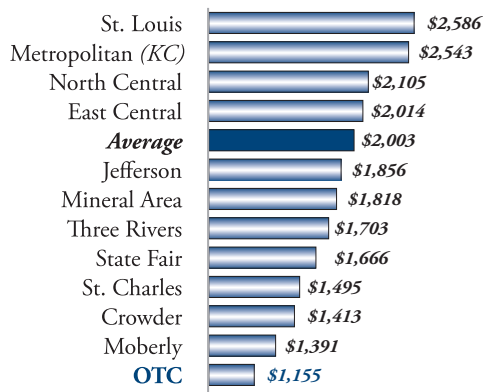 St. Louis $2,586
Metropolitan (KC) $2,543
North Central $2,105
East Central $2,014
Average $2,003
Jefferson $1,856
Mineral Area $1,818
Three Rivers $1,703
State Fair $1,666
St. Charles $1,495
Crowder $1,413
Moberly $1,391
OTC $1,155